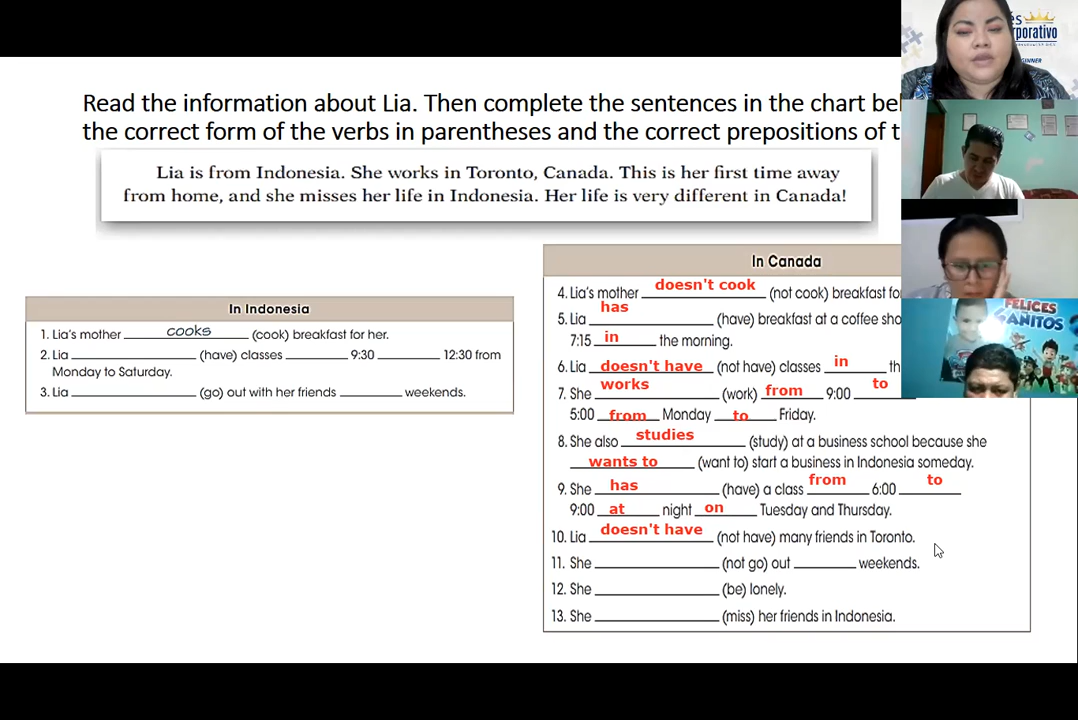 Read the information about Lia. Then complete the sentences in the chart
the correct form of the verbs in parentheses and the correct prepositions of
Lia is from Indonesia. She works in Toronto, Canada. This is her first time away
from home, and she misses her life in Indonesia. Her life is very different in Canada!
In Indonesia
1. Lia's mother cooks (cook) breakfast for her.
2. Lia ____ (have) classes ____ 9:30 ____ 12:30 from
Monday to Saturday.
3. Lia ____ (go) out with her friends ____ weekends.
In Canada
4. Lia's mother doesn't cook (not cook) breakfast
5. Lia has (have) breakfast at a coffee
7:15 in the morning.
6. Lia doesn't have (not have) classes in
7. She works (work) from 9:00 to
5:00 from Monday to Friday.
8. She also studies (study) at a business school because she
wants to (want to) start a business in Indonesia someday.
9. She has (have) a class from 6:00 to
9:00 at night on Tuesday and Thursday.
10. Lia doesn't have (not have) many friends in Toronto.
11. She ____ (not go) out ____ weekends.
12. She ____ (be) lonely.
13. She ____ (miss) her friends in Indonesia.
FELICES